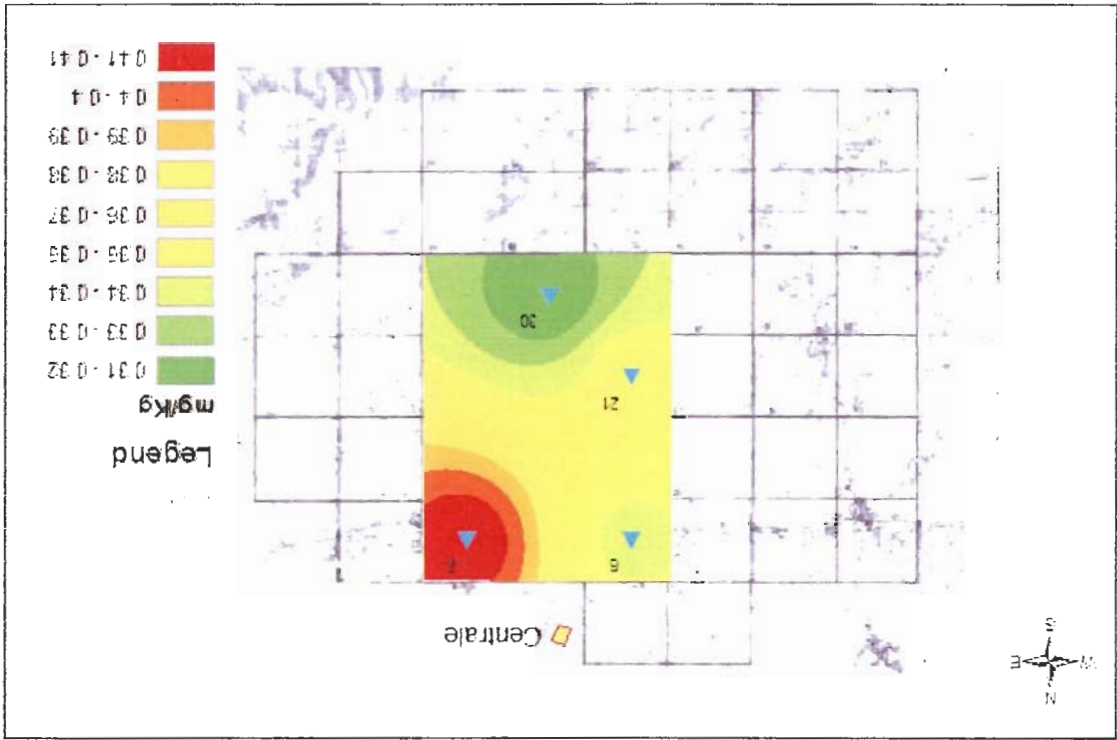 N
W E
S
Centrale
21
30
Legend
mg/Kg
0.31 - 0.32
0.33 - 0.33
0.34 - 0.34
0.35 - 0.35
0.36 - 0.37
0.38 - 0.38
0.39 - 0.39
0.4 - 0.4
0.41 - 0.41